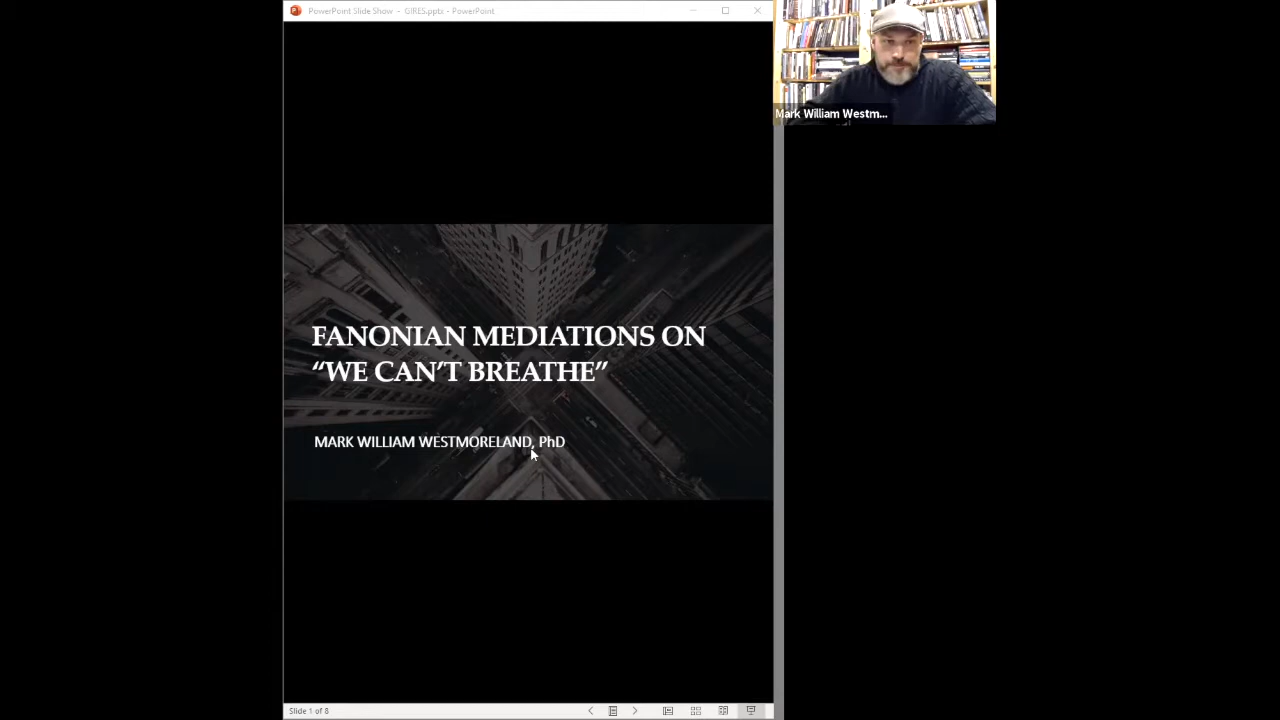 PowerPoint Slide Show - GIRES.pptx - PowerPoint
Mark William Westm...
FANONIAN MEDIATIONS ON
“WE CAN’T BREATHE”
MARK WILLIAM WESTMORELAND, PhD
Slide 1 of 8